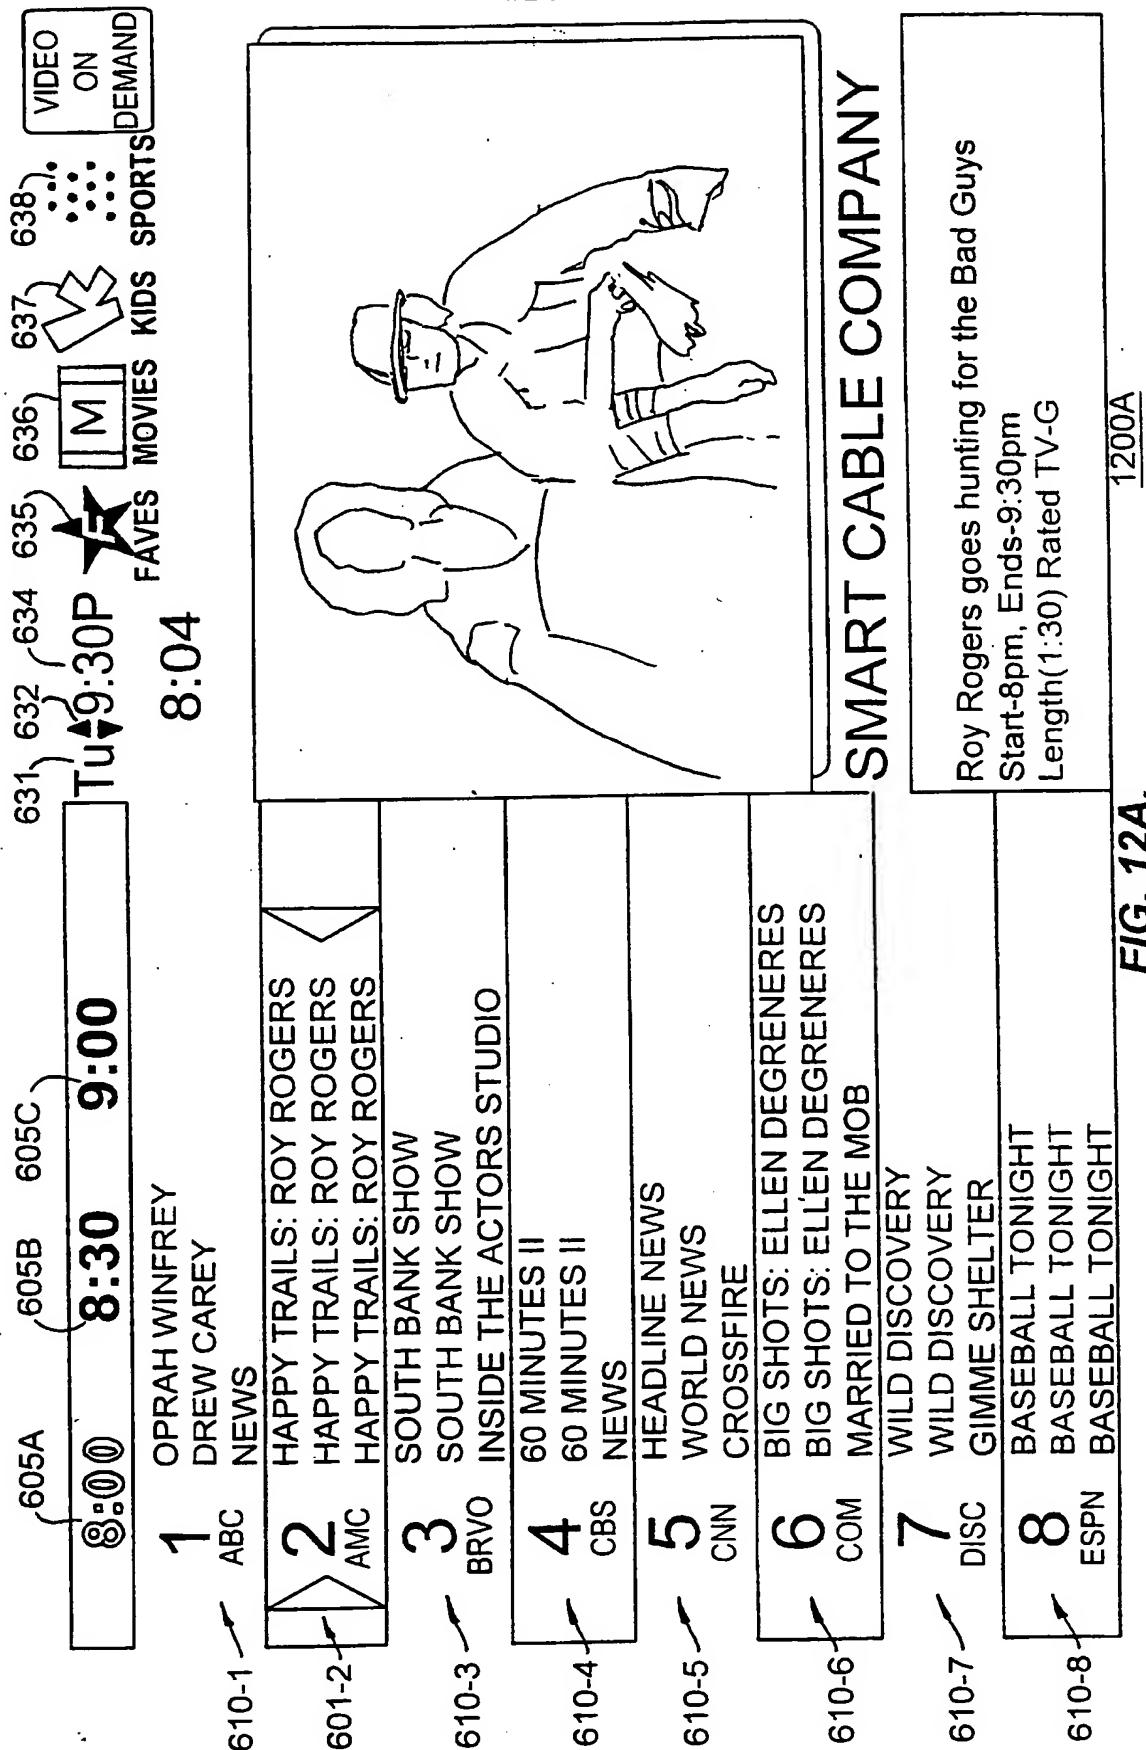 605A
605B
605C
631
632
634
635
636
637
638
8:00
8:30
9:00
Tu 9:30P
F
M
K
VIDEO
ON
DEMAND
FAVES
MOVIES
KIDS
SPORTS
8:04
610-1
1
ABC
OPRAH WINFREY
DREW CAREY
NEWS
601-2
2
AMC
HAPPY TRAILS: ROY ROGERS
HAPPY TRAILS: ROY ROGERS
HAPPY TRAILS: ROY ROGERS
610-3
3
BRVO
SOUTH BANK SHOW
SOUTH BANK SHOW
INSIDE THE ACTORS STUDIO
610-4
4
CBS
60 MINUTES II
60 MINUTES II
NEWS
610-5
5
CNN
HEADLINE NEWS
WORLD NEWS
CROSSFIRE
610-6
6
COM
BIG SHOTS: ELLEN DEGRENERES
BIG SHOTS: ELLEN DEGRENERES
MARRIED TO THE MOB
610-7
7
DISC
WILD DISCOVERY
WILD DISCOVERY
GIMME SHELTER
610-8
8
ESPN
BASEBALL TONIGHT
BASEBALL TONIGHT
BASEBALL TONIGHT
SMART CABLE COMPANY
Roy Rogers goes hunting for the Bad Guys
Start-8pm, Ends-9:30pm
Length(1:30) Rated TV-G
FIG. 12A.
1200A